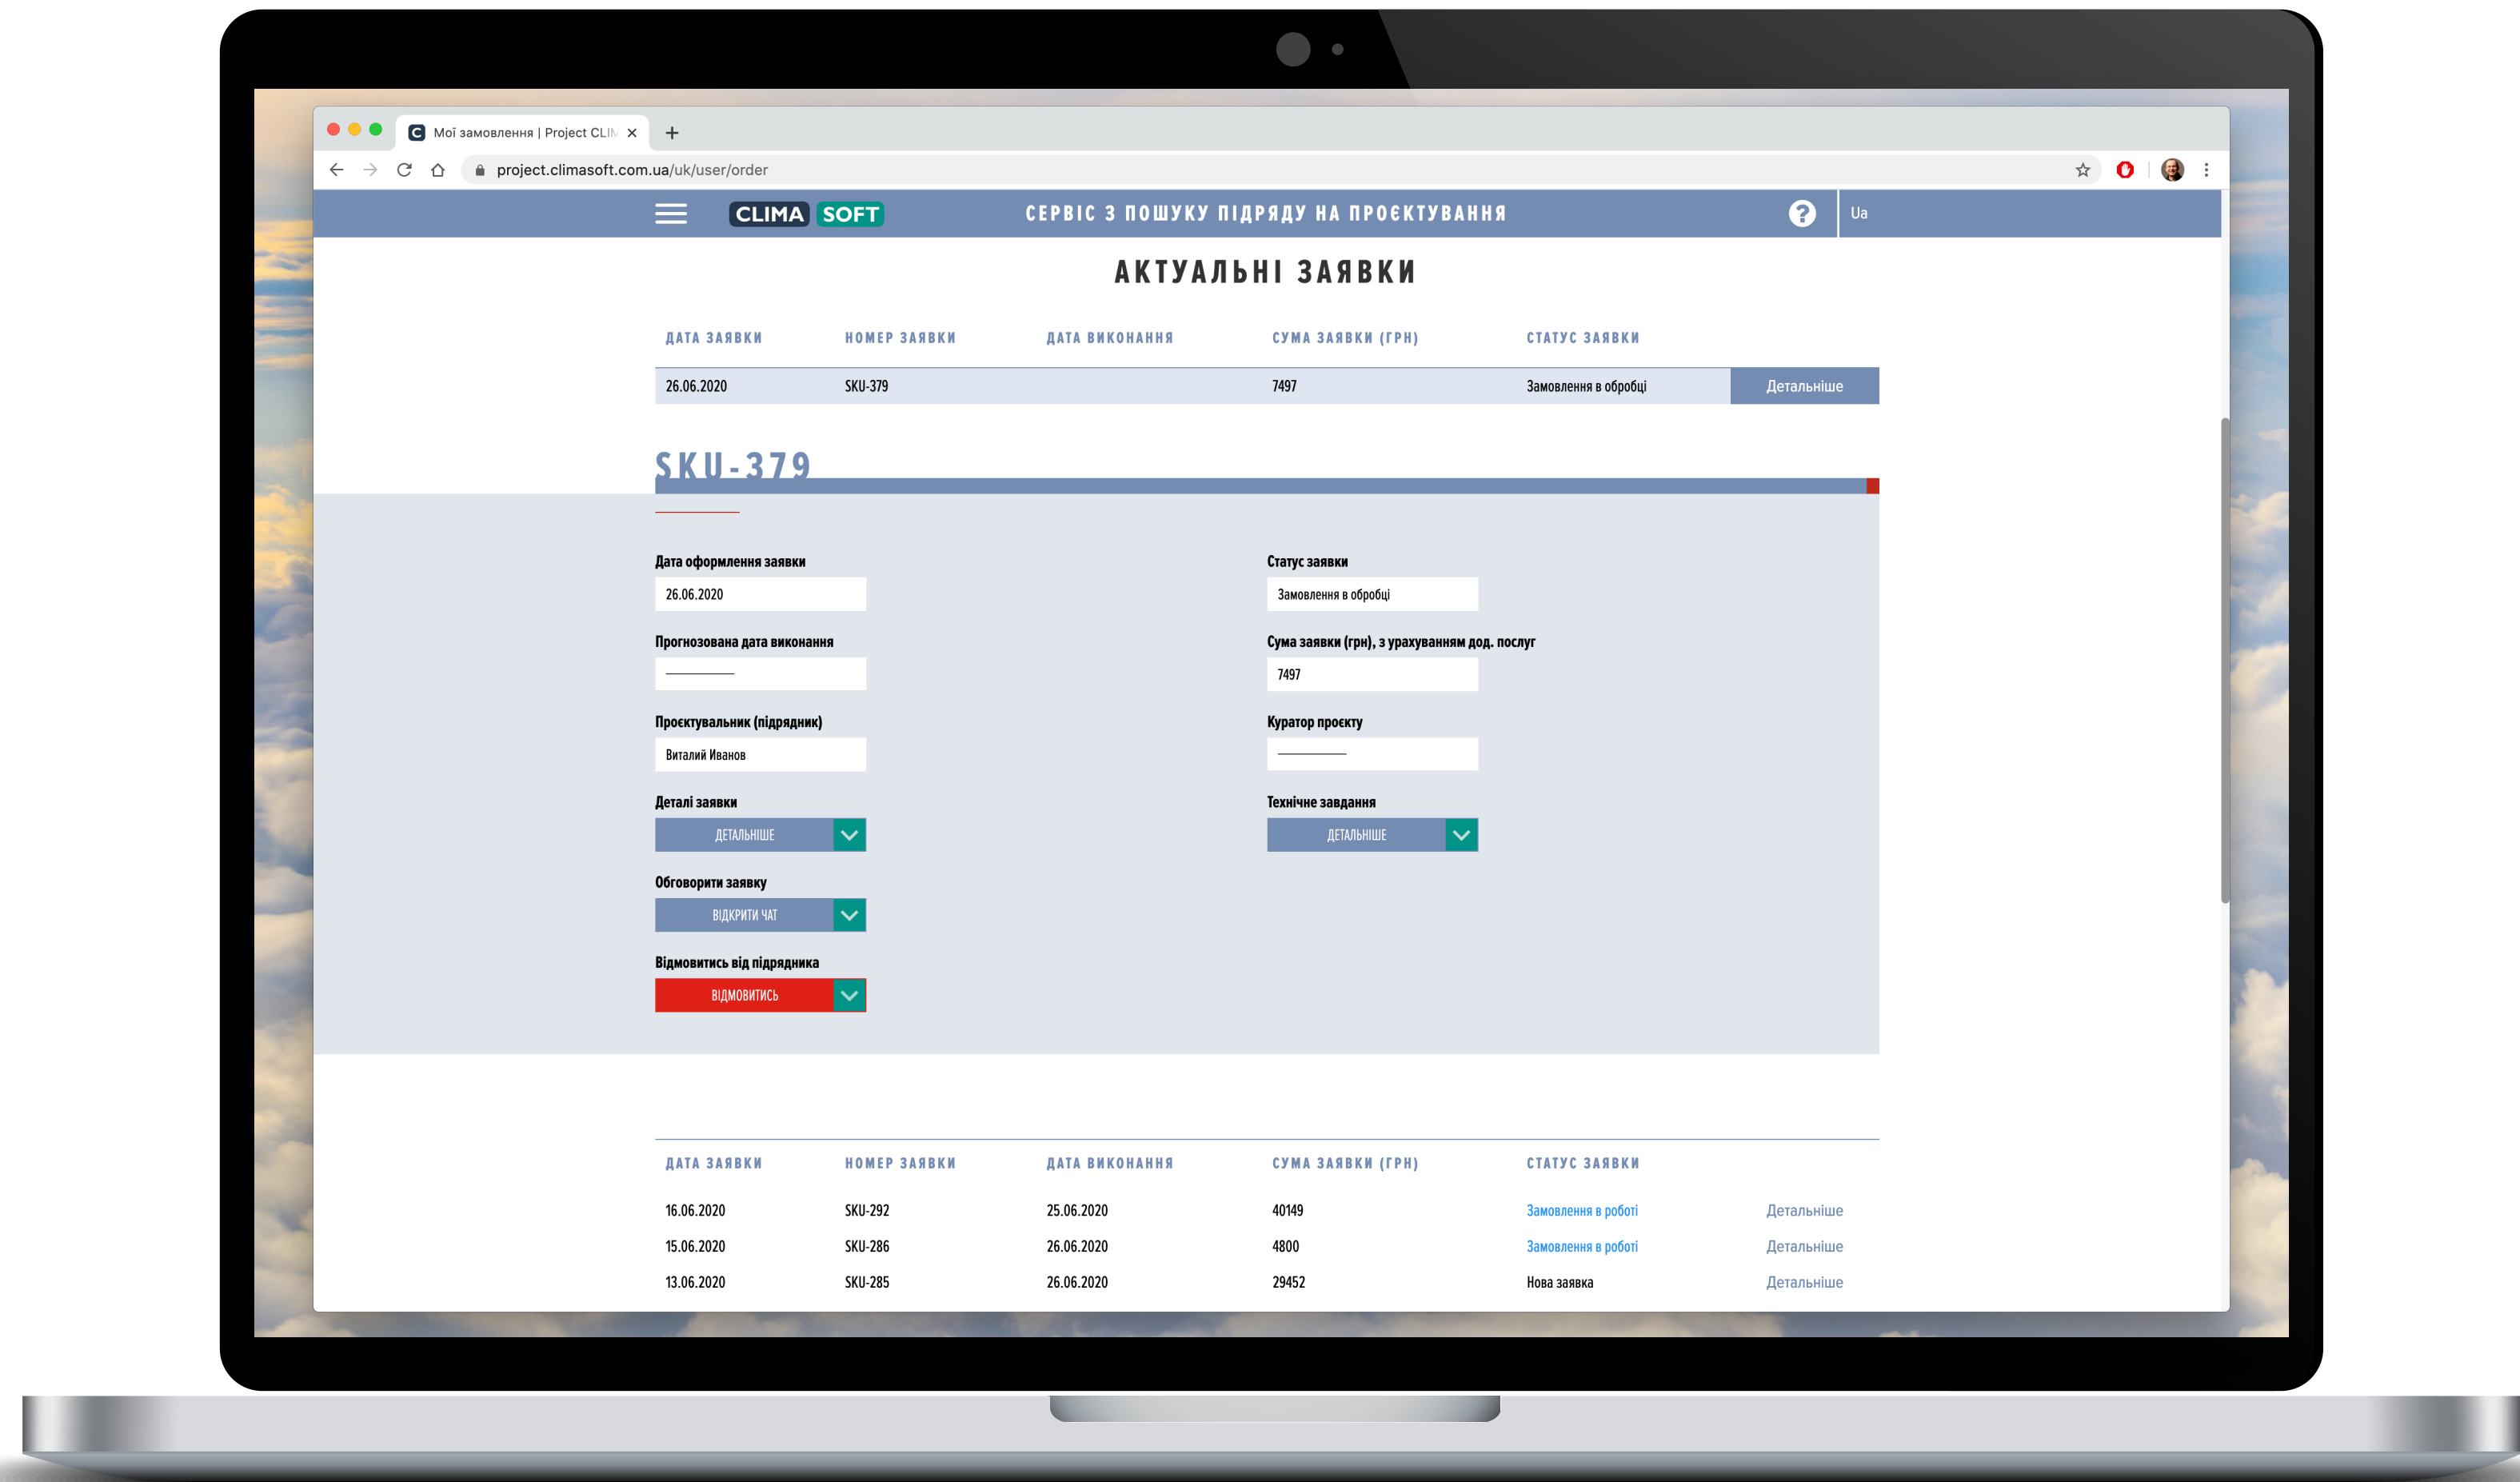 Мої замовлення | Project CLIM
project.climasoft.com.ua/uk/user/order
CLIMA SOFT
СЕРВІС З ПОШУКУ ПІДРЯДУ НА ПРОЄКТУВАННЯ
?
Ua
АКТУАЛЬНІ ЗАЯВКИ
ДАТА ЗАЯВКИ НОМЕР ЗАЯВКИ ДАТА ВИКОНАННЯ СУМА ЗАЯВКИ (ГРН) СТАТУС ЗАЯВКИ
26.06.2020 SKU-379 7497 Замовлення в обробці Детальніше
SKU-379
Дата оформлення заявки Статус заявки
26.06.2020 Замовлення в обробці
Прогнозована дата виконання Сума заявки (грн), з урахуванням дод. послуг
7497
Проєктувальник (підрядник) Куратор проєкту
Виталий Иванов
Деталі заявки Технічне завдання
ДЕТАЛЬНІШЕ ДЕТАЛЬНІШЕ
Обговорити заявку
ВІДКРИТИ ЧАТ
Відмовитись від підрядника
ВІДМОВИТИСЬ
ДАТА ЗАЯВКИ НОМЕР ЗАЯВКИ ДАТА ВИКОНАННЯ СУМА ЗАЯВКИ (ГРН) СТАТУС ЗАЯВКИ
16.06.2020 SKU-292 25.06.2020 40149 Замовлення в роботі Детальніше
15.06.2020 SKU-286 26.06.2020 4800 Замовлення в роботі Детальніше
13.06.2020 SKU-285 26.06.2020 29452 Нова заявка Детальніше